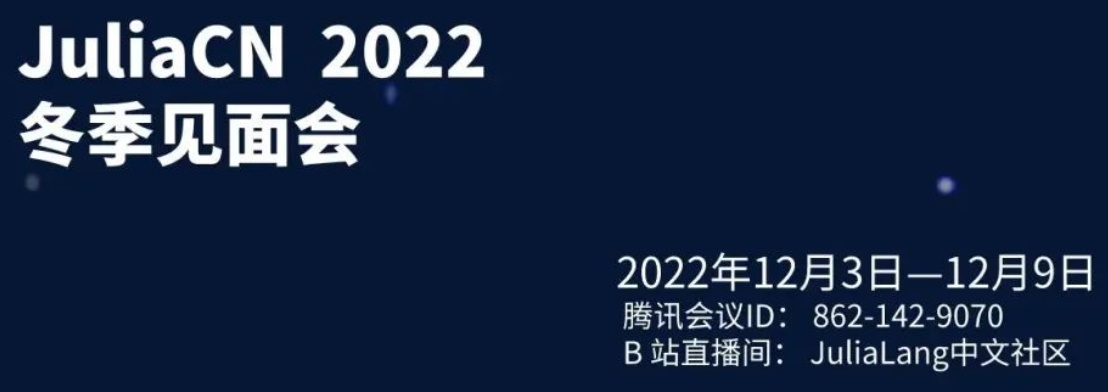 JuliaCN 2022
冬季见面会
2022年12月3日—12月9日
腾讯会议ID： 862-142-9070
B 站直播间： JuliaLang中文社区